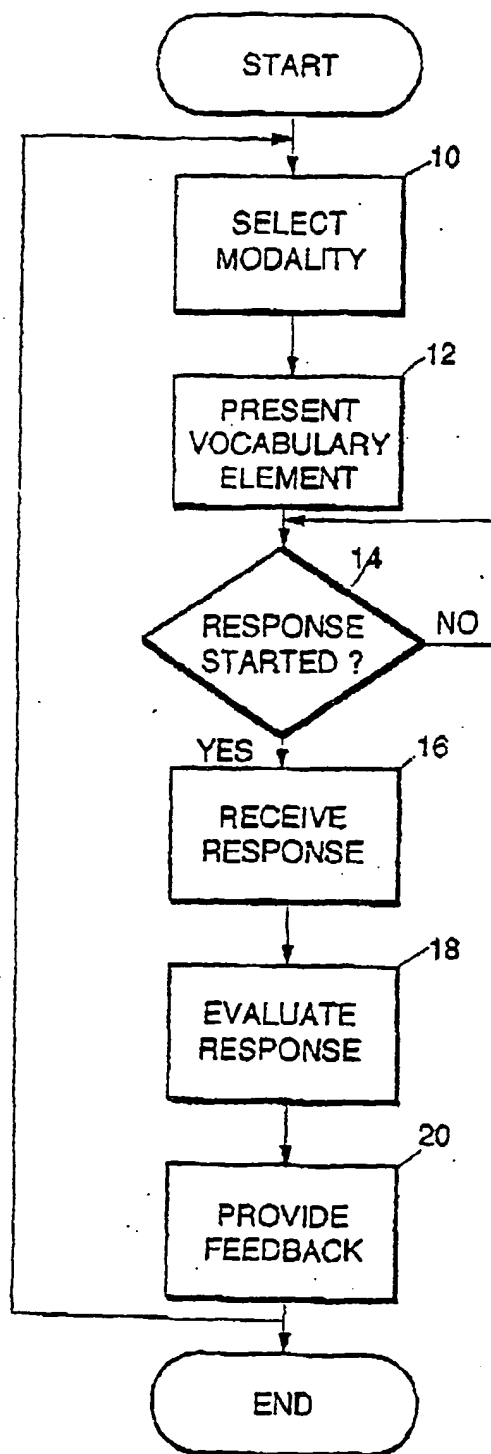 START
10
SELECT
MODALITY
12
PRESENT
VOCABULARY
ELEMENT
14
RESPONSE
STARTED ?
NO
YES
16
RECEIVE
RESPONSE
18
EVALUATE
RESPONSE
20
PROVIDE
FEEDBACK
END